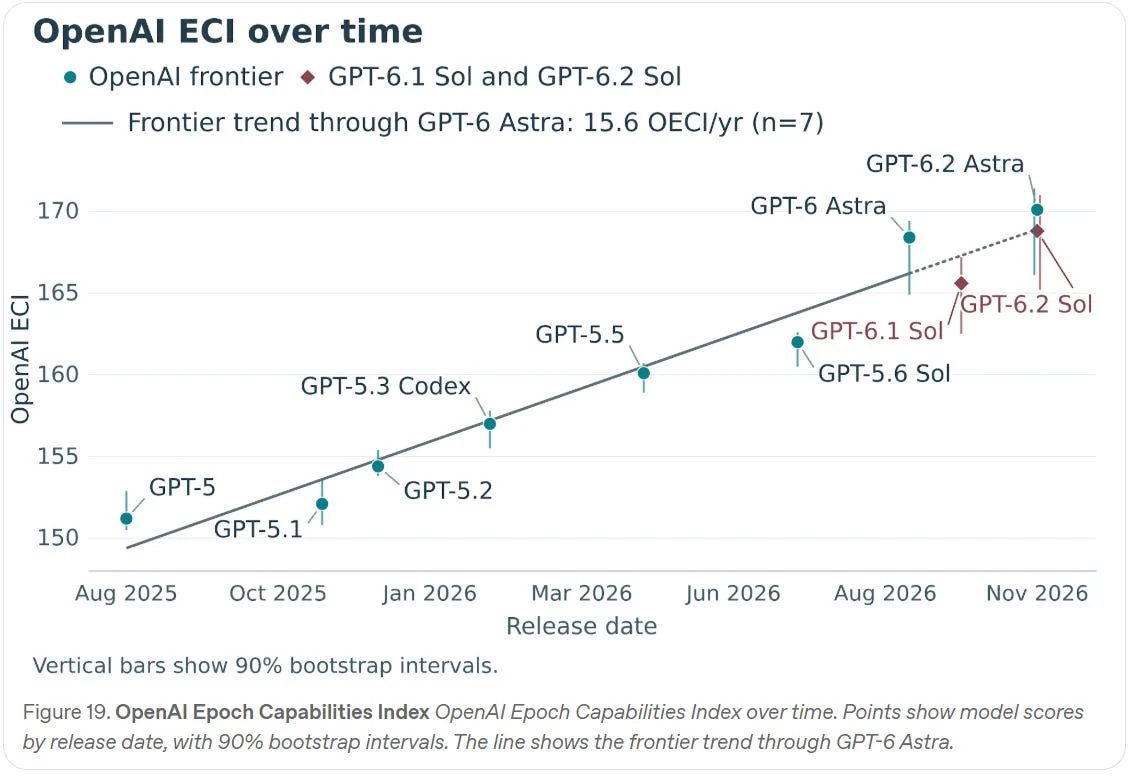 OpenAI ECI over time
OpenAI frontier GPT-6.1 Sol and GPT-6.2 Sol
Frontier trend through GPT-6 Astra: 15.6 OECI/yr (n=7)
GPT-6.2 Astra
GPT-6 Astra
170
165
GPT-6.2 Sol
GPT-6.1 Sol
GPT-5.5
160
GPT-5.6 Sol
GPT-5.3 Codex
OpenAI ECI
155
GPT-5.2
GPT-5
GPT-5.1
150
Aug 2025 Oct 2025 Jan 2026 Mar 2026 Jun 2026 Aug 2026 Nov 2026
Release date
Vertical bars show 90% bootstrap intervals.
Figure 19. OpenAI Epoch Capabilities Index OpenAI Epoch Capabilities Index over time. Points show model scores
by release date, with 90% bootstrap intervals. The line shows the frontier trend through GPT-6 Astra.